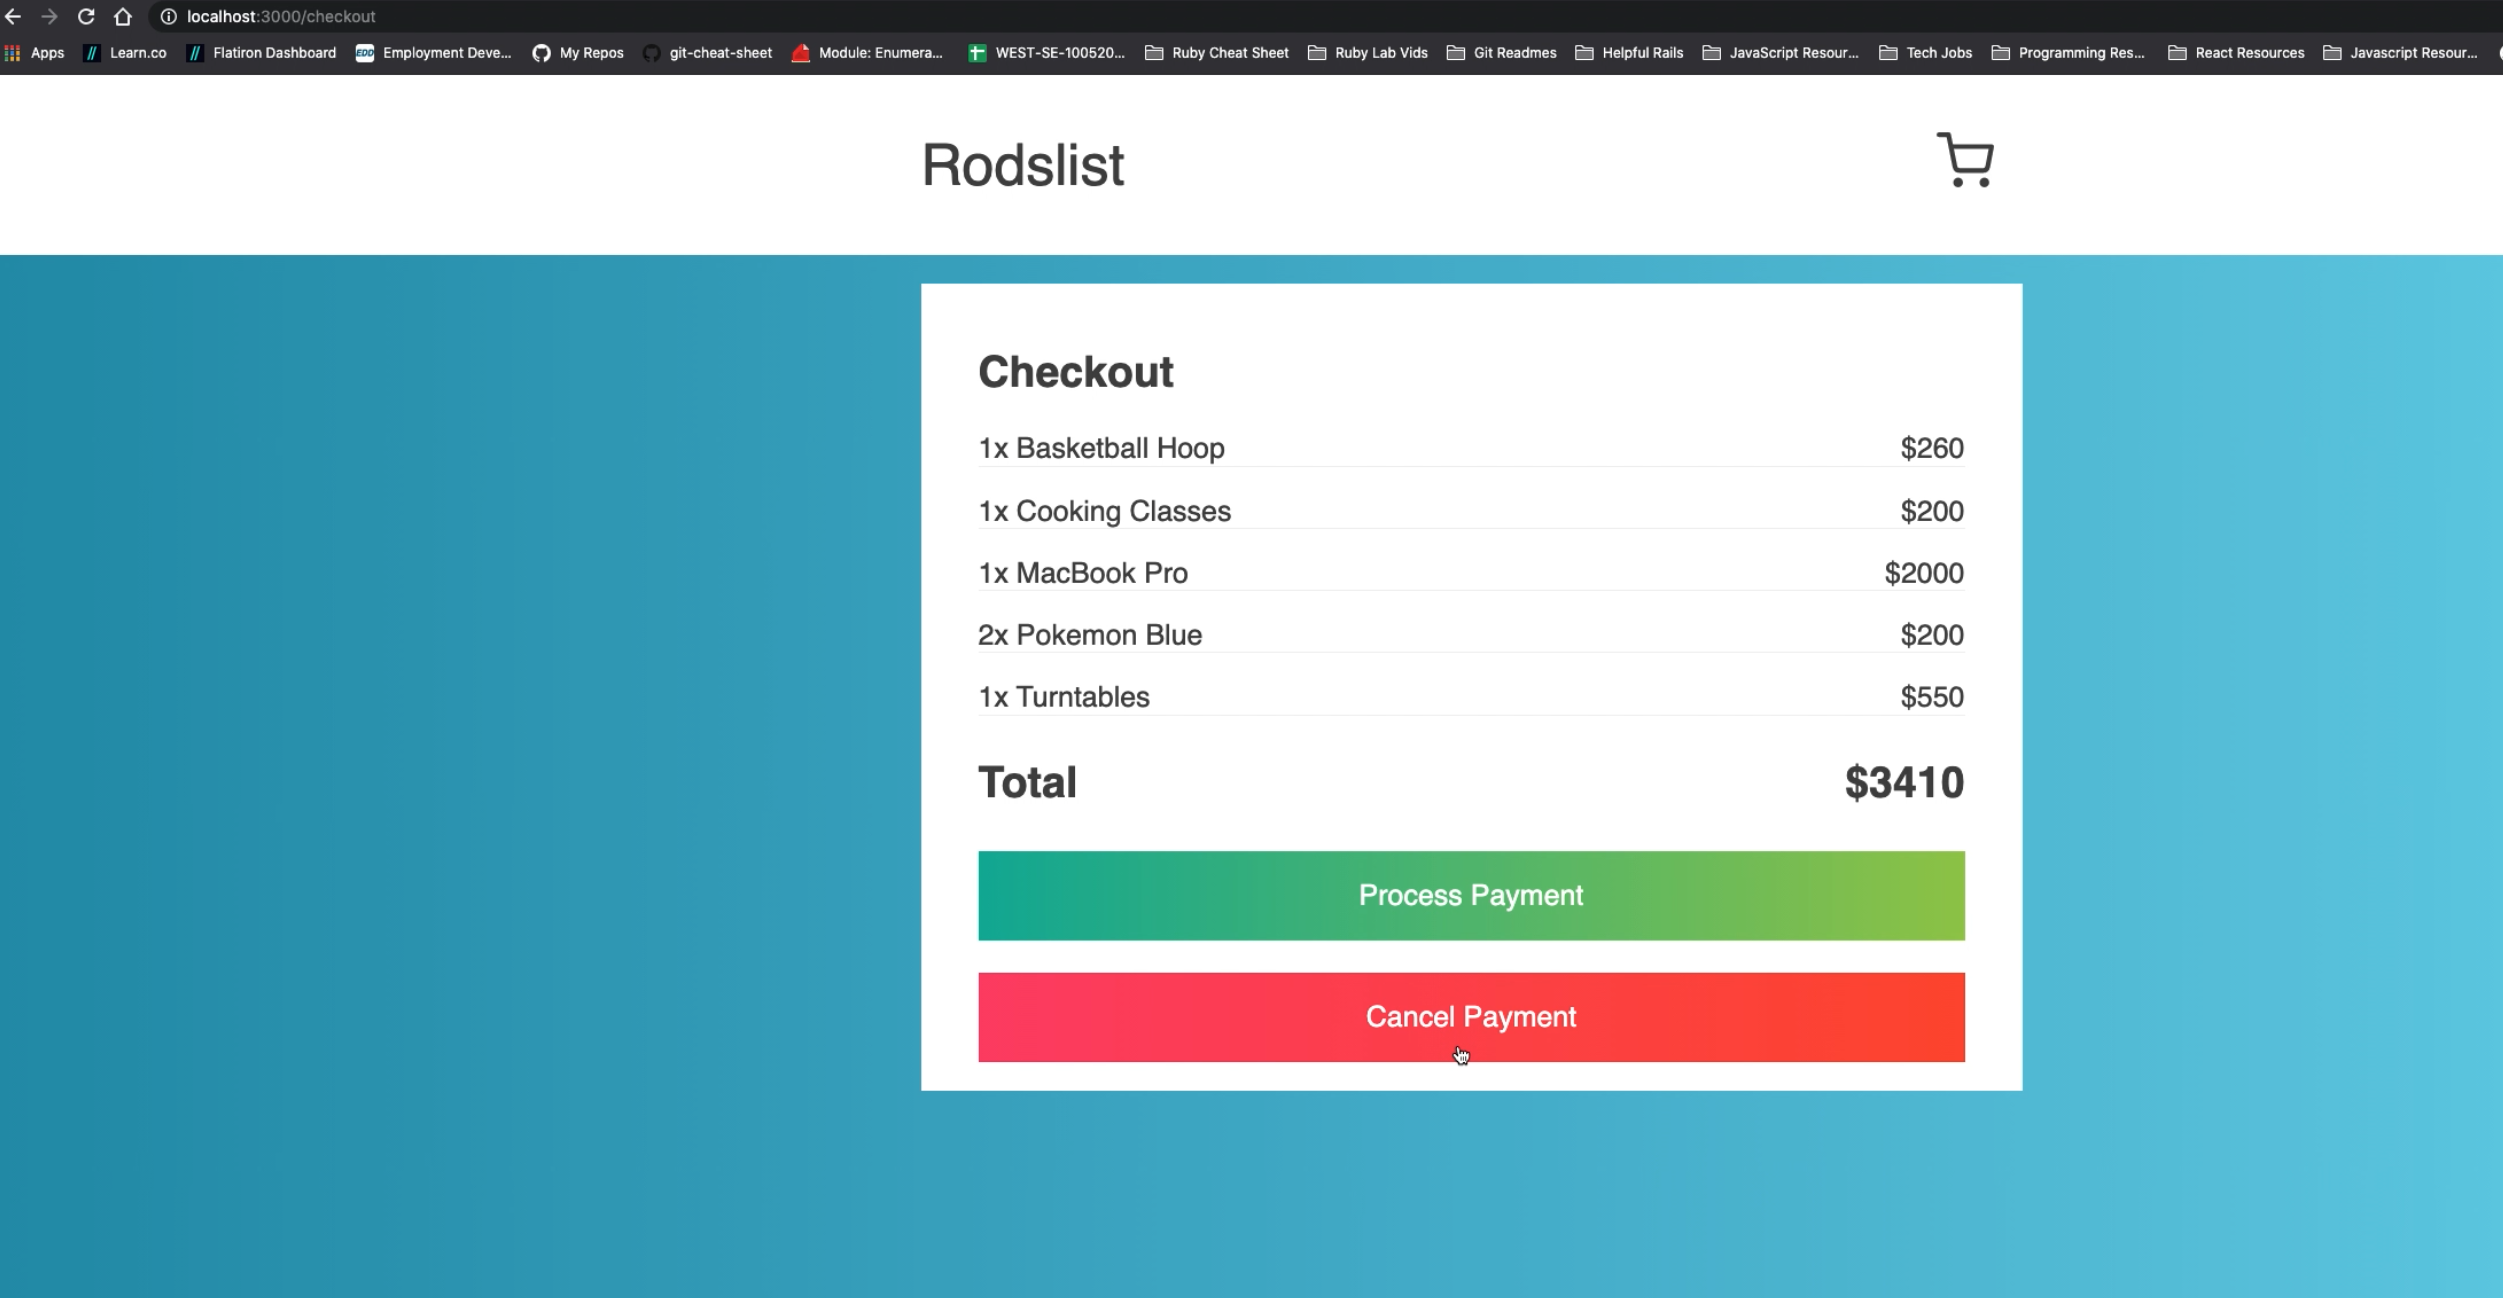 localhost:3000/checkout
Apps Learn.co Flatiron Dashboard EDD Employment Deve... My Repos git-cheat-sheet Module: Enumera... WEST-SE-100520... Ruby Cheat Sheet Ruby Lab Vids Git Readmes Helpful Rails JavaScript Resour... Tech Jobs Programming Res... React Resources Javascript Resour...
Rodslist
Checkout
1x Basketball Hoop $260
1x Cooking Classes $200
1x MacBook Pro $2000
2x Pokemon Blue $200
1x Turntables $550
Total $3410
Process Payment
Cancel Payment